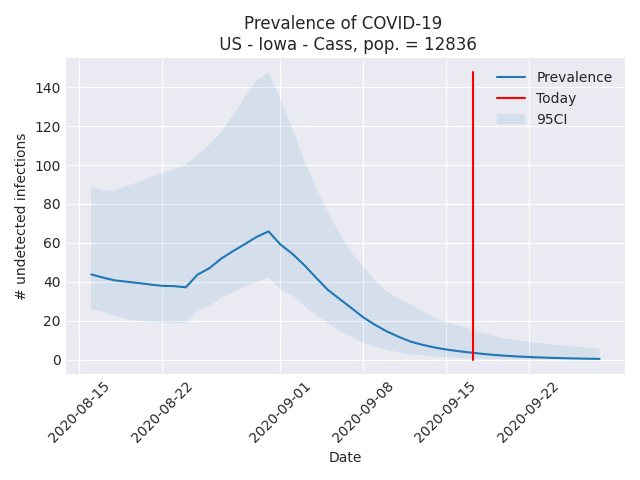 Prevalence of COVID-19
US - Iowa - Cass, pop. = 12836
Prevalence
Today
95CI
# undetected infections
140
120
100
80
60
40
20
0
2020-08-15
2020-08-22
2020-09-01
2020-09-08
2020-09-15
2020-09-22
Date